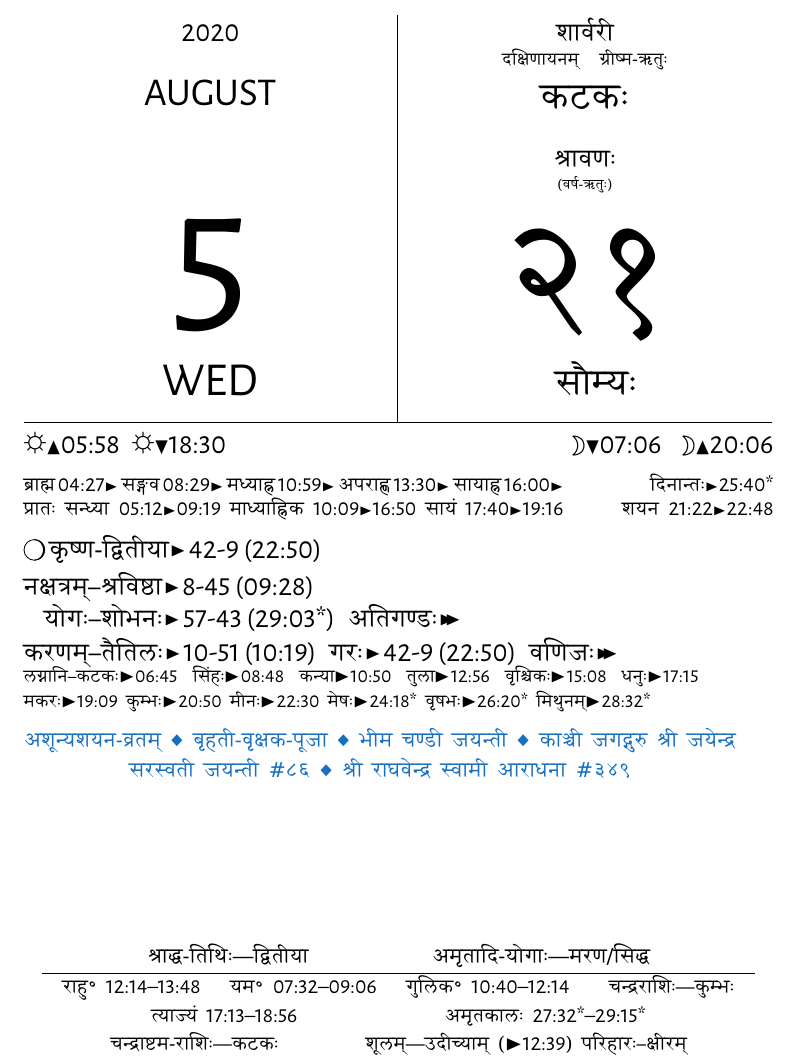 2020
AUGUST
5
WED
शार्वरी
दक्षिणायनम् ग्रीष्म-ऋतुः
कटकः
श्रावणः
(वर्ष-ऋतुः)
२१
सौम्यः
☼▲05:58 ☼▼18:30 ☽▼07:06 ☽▲20:06
ब्राह्म 04:27► सङ्गव 08:29► मध्याह्न 10:59► अपराह्ण 13:30► सायाह्न 16:00► दिनान्तः►25:40*
प्रातः सन्ध्या 05:12►09:19 माध्याह्निक 10:09►16:50 सायं 17:40►19:16 शयन 21:22►22:48
❍कृष्ण-द्वितीया► 42-9 (22:50)
नक्षत्रम्–श्रविष्ठा► 8-45 (09:28)
योगः–शोभनः► 57-43 (29:03*) अतिगण्डः►►
करणम्–तैतिलः►10-51 (10:19) गरः► 42-9 (22:50) वणिजः►►
लग्नानि–कटकः►06:45 सिंहः►08:48 कन्या►10:50 तुला►12:56 वृश्चिकः►15:08 धनुः►17:15
मकरः►19:09 कुम्भः►20:50 मीनः►22:30 मेषः►24:18* वृषभः►26:20* मिथुनम्►28:32*
अशून्यशयन-व्रतम् ◆ बृहती-वृक्षक-पूजा ◆ भीम चण्डी जयन्ती ◆ काञ्ची जगद्गुरु श्री जयेन्द्र
सरस्वती जयन्ती #८६ ◆ श्री राघवेन्द्र स्वामी आराधना #३४९
श्राद्ध-तिथिः—द्वितीया अमृतादि-योगाः—मरण/सिद्ध
राहु° 12:14–13:48 यम° 07:32–09:06 गुलिक° 10:40–12:14 चन्द्रराशिः—कुम्भः
त्याज्यं 17:13–18:56 अमृतकालः 27:32*–29:15*
चन्द्राष्टम-राशिः—कटकः शूलम्—उदीच्याम् (►12:39) परिहारः–क्षीरम्